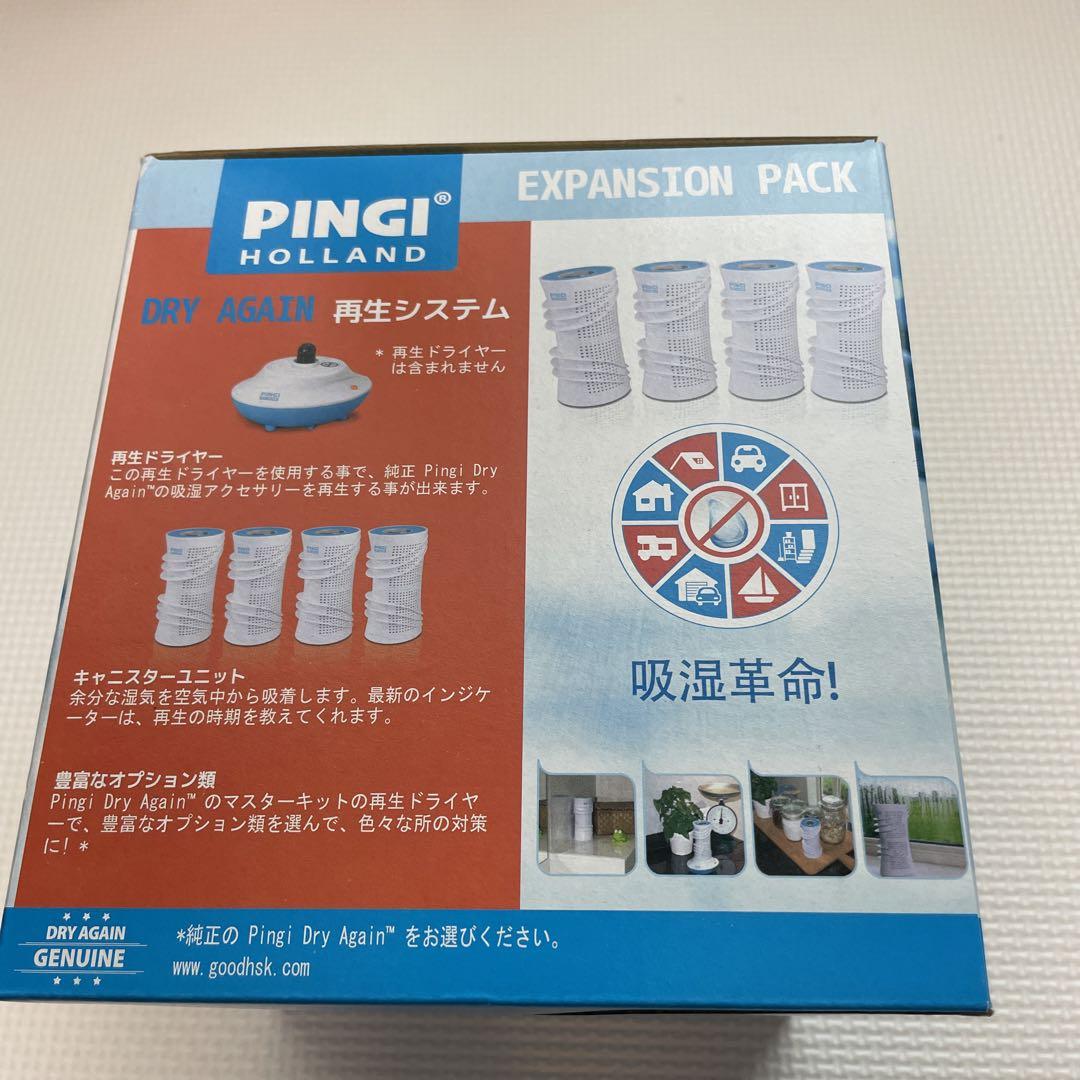 PINGI®
HOLLAND
EXPANSION PACK
DRY AGAIN 再生システム
* 再生ドライヤー
は含まれません
PINGI
再生ドライヤー
この再生ドライヤーを使用する事で、純正 Pingi Dry
Again™の吸湿アクセサリーを再生する事が出来ます。
キャニスターユニット
余分な湿気を空気中から吸着します。最新のインジケ
ーターは、再生の時期を教えてくれます。
豊富なオプション類
Pingi Dry Again™ のマスターキットの再生ドライヤ
ーで、豊富なオプション類を選んで、色々な所の対策
に! *
吸湿革命!
DRY AGAIN
GENUINE
*純正の Pingi Dry Again™ をお選びください。
www.goodhsk.com